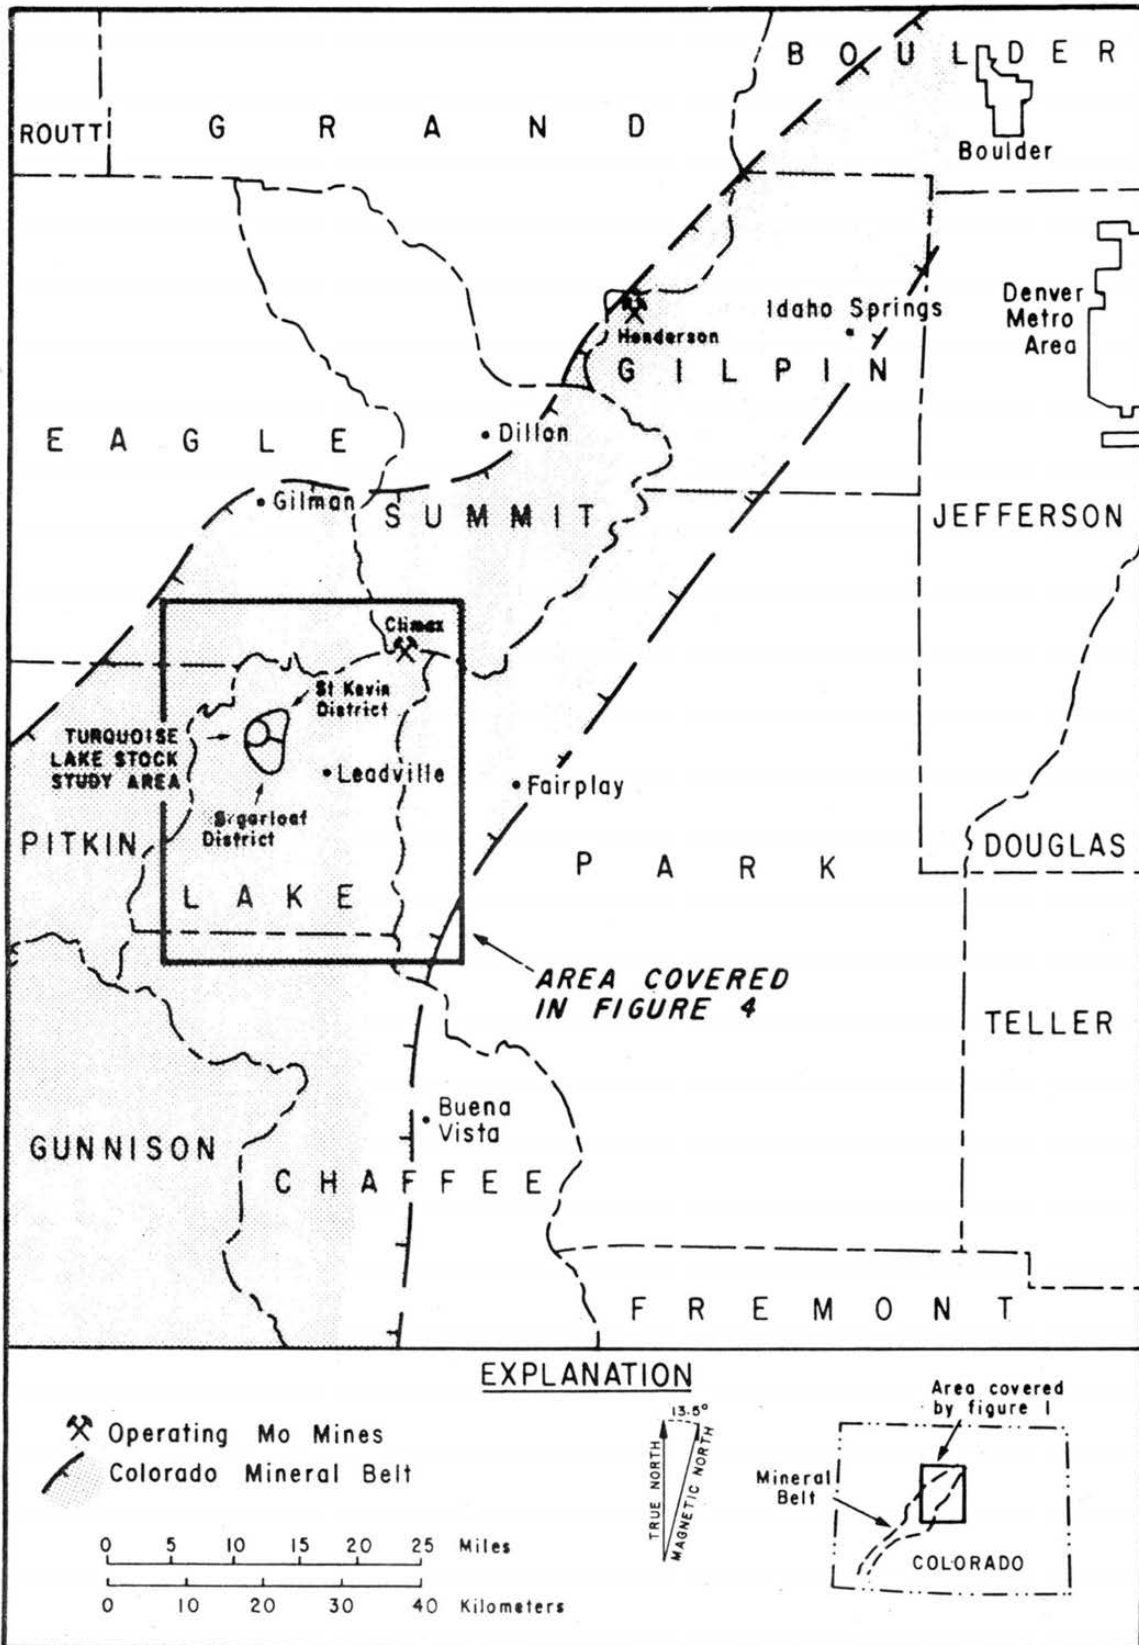 BOULDER
ROUTT
GRAND
Boulder
Denver
Metro
Area
Idaho Springs
Henderson
GILPIN
EAGLE
Dillon
Gilman
SUMMIT
JEFFERSON
Climax
St Kevin
District
TURQUOISE
LAKE STOCK
STUDY AREA
Leadville
Fairplay
Sugarloaf
District
PITKIN
PARK
DOUGLAS
LAKE
AREA COVERED
IN FIGURE 4
TELLER
Buena
Vista
GUNNISON
CHAFFEE
FREMONT
EXPLANATION
Operating Mo Mines
Colorado Mineral Belt
0 5 10 15 20 25 Miles
0 10 20 30 40 Kilometers
13.5°
TRUE NORTH
MAGNETIC NORTH
Area covered
by figure 1
Mineral
Belt
COLORADO